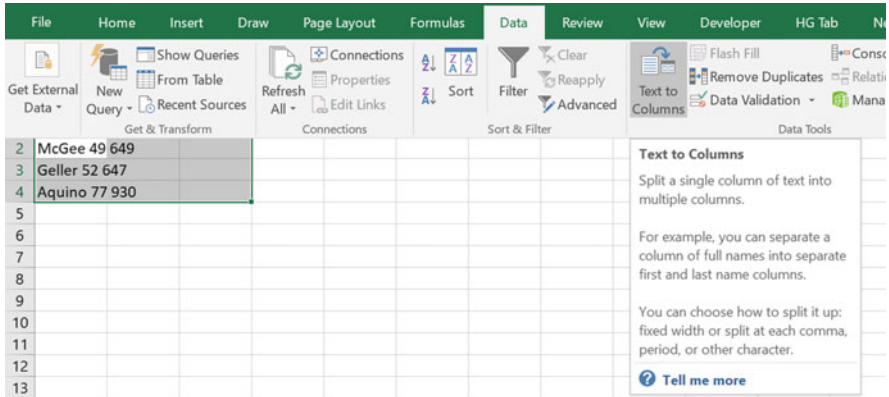 File Home Insert Draw Page Layout Formulas Data Review View Developer HG Tab
Get External Data
New Query
Show Queries
From Table
Recent Sources
Get & Transform
Refresh All
Connections
Properties
Edit Links
Connections
Sort
Filter
Clear
Reapply
Advanced
Sort & Filter
Text to Columns
Flash Fill
Remove Duplicates
Data Validation
Data Tools
2 McGee 49 649
3 Geller 52 647
4 Aquino 77 930
5
6
7
8
9
10
11
12
13
Text to Columns
Split a single column of text into
multiple columns.
For example, you can separate a
column of full names into separate
first and last name columns.
You can choose how to split it up:
fixed width or split at each comma,
period, or other character.
Tell me more